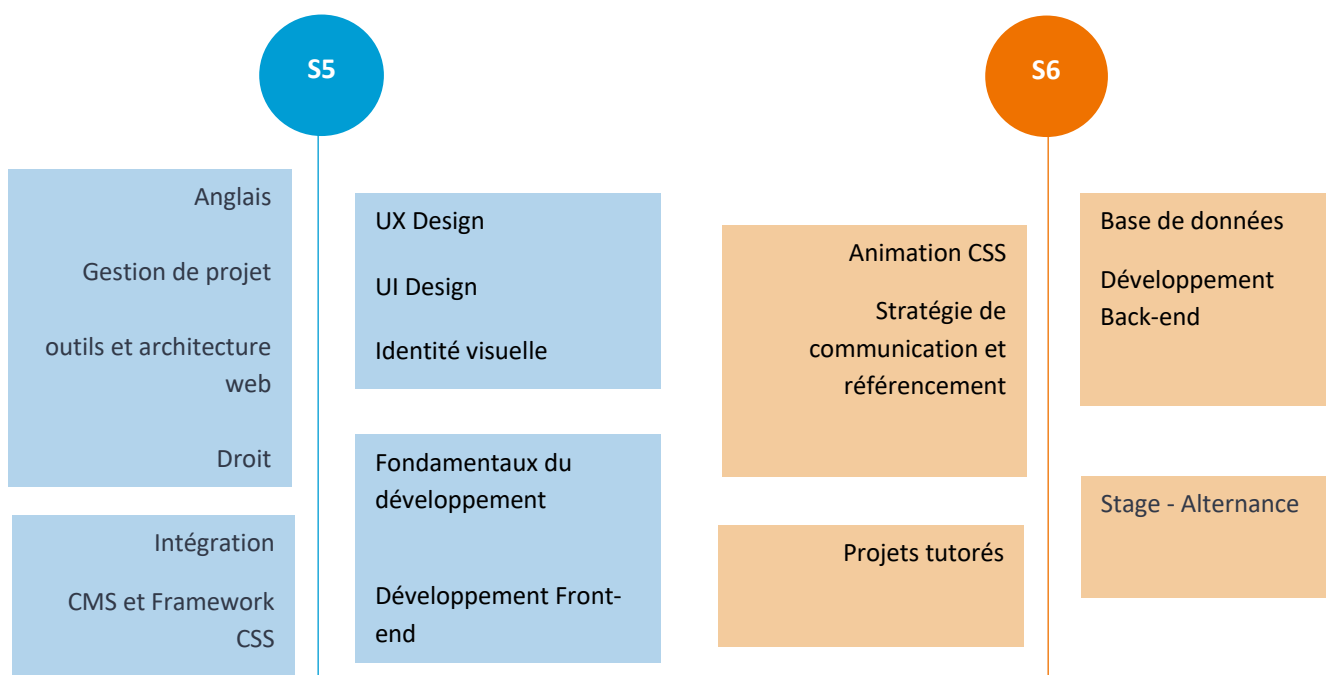 S5
Anglais
Gestion de projet
outils et architecture
web
Droit
Intégration
CMS et Framework
CSS
UX Design
UI Design
Identité visuelle
Fondamentaux du
développement
Développement Front-
end
S6
Animation CSS
Stratégie de
communication et
référencement
Projets tutorés
Base de données
Développement
Back-end
Stage - Alternance